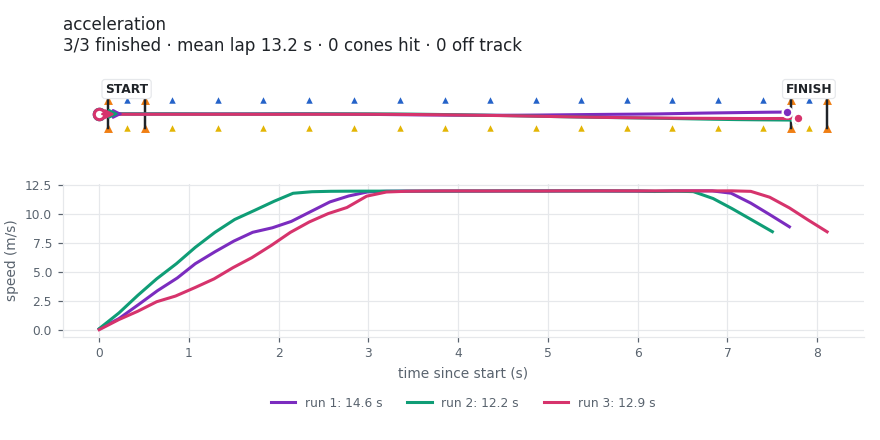 acceleration
3/3 finished · mean lap 13.2 s · 0 cones hit · 0 off track
START
FINISH
12.5
10.0
7.5
5.0
2.5
0.0
speed (m/s)
0 1 2 3 4 5 6 7 8
time since start (s)
run 1: 14.6 s run 2: 12.2 s run 3: 12.9 s